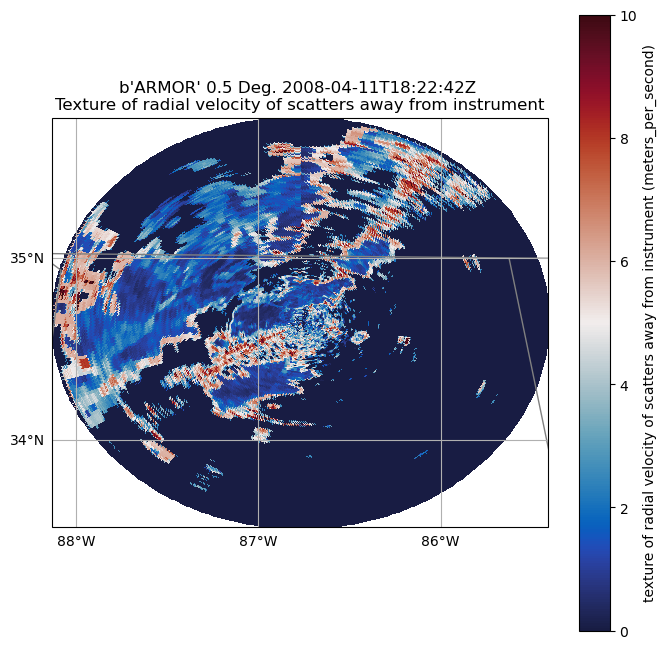 b'ARMOR' 0.5 Deg. 2008-04-11T18:22:42Z
Texture of radial velocity of scatters away from instrument
35°N
34°N
88°W
87°W
86°W
10
8
6
4
2
0
texture of radial velocity of scatters away from instrument (meters_per_second)